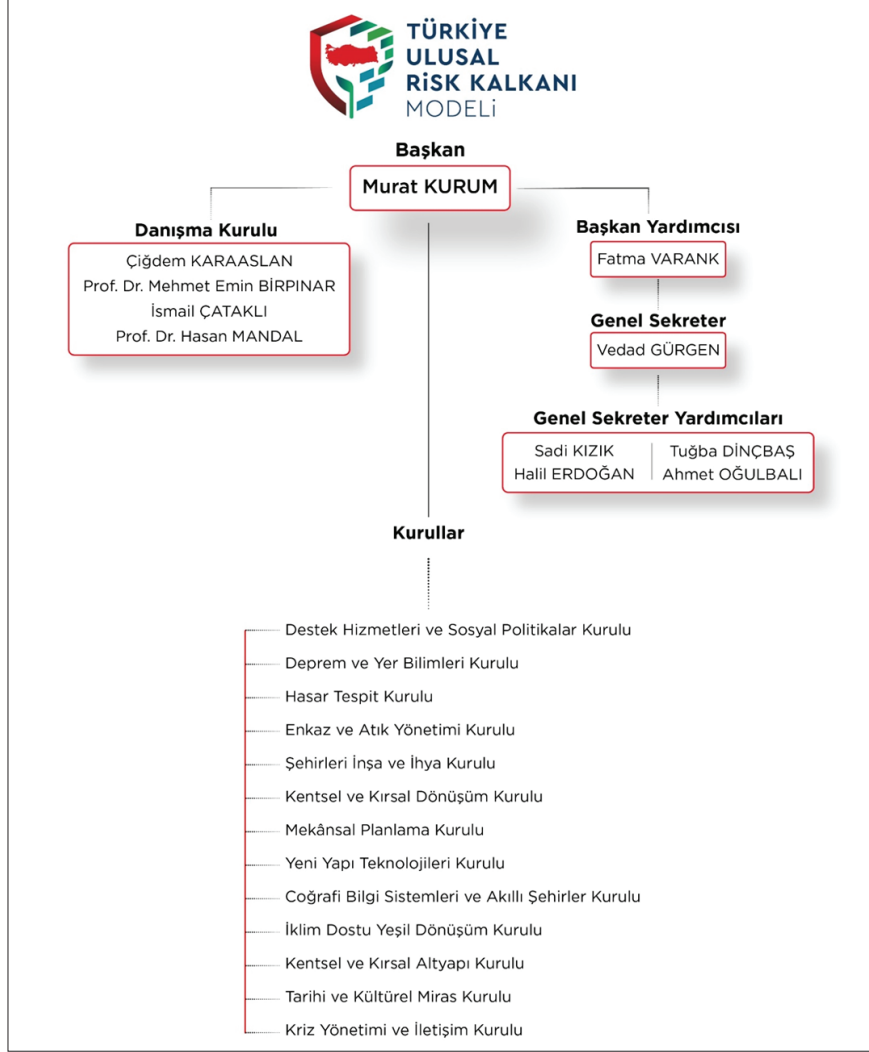 TÜRKİYE
ULUSAL
RiSK KALKANI
MODELi
Başkan
Murat KURUM
Danışma Kurulu
Çiğdem KARAASLAN
Prof. Dr. Mehmet Emin BİRPINAR
İsmail ÇATAKLI
Prof. Dr. Hasan MANDAL
Başkan Yardımcısı
Fatma VARANK
Genel Sekreter
Vedad GÜRGEN
Genel Sekreter Yardımcıları
Sadi KIZIK
Halil ERDOĞAN
Tuğba DİNÇBAŞ
Ahmet OĞULBALI
Kurullar
Destek Hizmetleri ve Sosyal Politikalar Kurulu
Deprem ve Yer Bilimleri Kurulu
Hasar Tespit Kurulu
Enkaz ve Atık Yönetimi Kurulu
Şehirleri İnşa ve İhya Kurulu
Kentsel ve Kırsal Dönüşüm Kurulu
Mekânsal Planlama Kurulu
Yeni Yapı Teknolojileri Kurulu
Coğrafi Bilgi Sistemleri ve Akıllı Şehirler Kurulu
İklim Dostu Yeşil Dönüşüm Kurulu
Kentsel ve Kırsal Altyapı Kurulu
Tarihi ve Kültürel Miras Kurulu
Kriz Yönetimi ve İletişim Kurulu